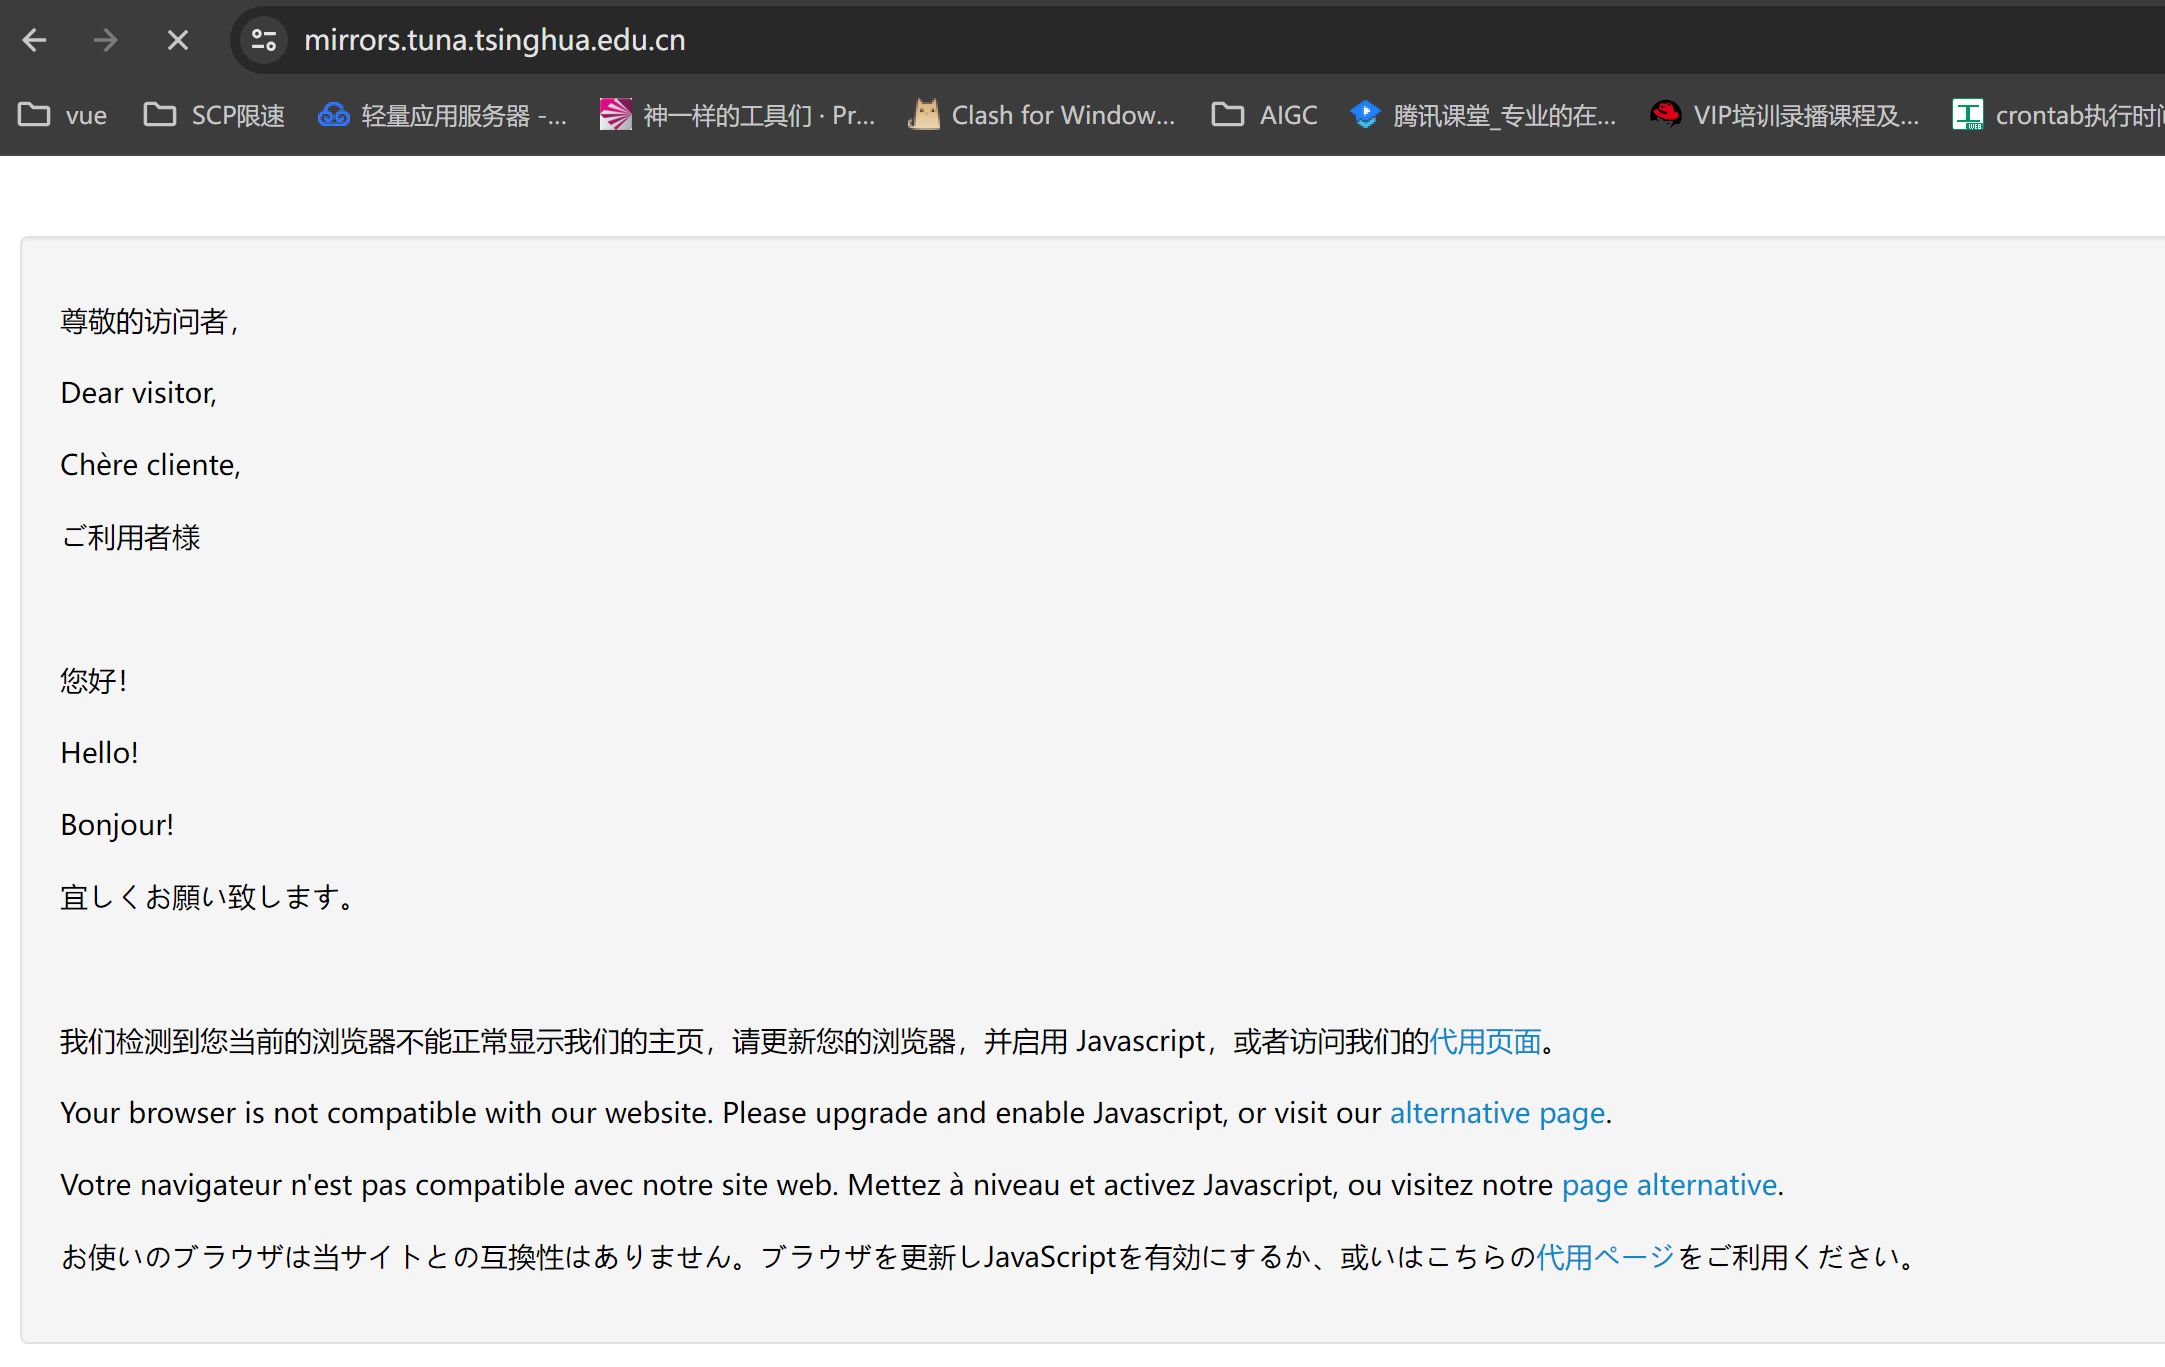 mirrors.tuna.tsinghua.edu.cn
vue SCP限速 轻量应用服务器 -... 神一样的工具们 · Pr... Clash for Window... AIGC 腾讯课堂_专业的在... VIP培训录播课程及... crontab执行时间
尊敬的访问者，
Dear visitor,
Chère cliente,
ご利用者様
您好！
Hello!
Bonjour!
宜しくお願い致します。
我们检测到您当前的浏览器不能正常显示我们的主页，请更新您的浏览器，并启用 Javascript，或者访问我们的代用页面。
Your browser is not compatible with our website. Please upgrade and enable Javascript, or visit our alternative page.
Votre navigateur n'est pas compatible avec notre site web. Mettez à niveau et activez Javascript, ou visitez notre page alternative.
お使いのブラウザは当サイトとの互換性はありません。ブラウザを更新しJavaScriptを有効にするか、或いはこちらの代用ページをご利用ください。